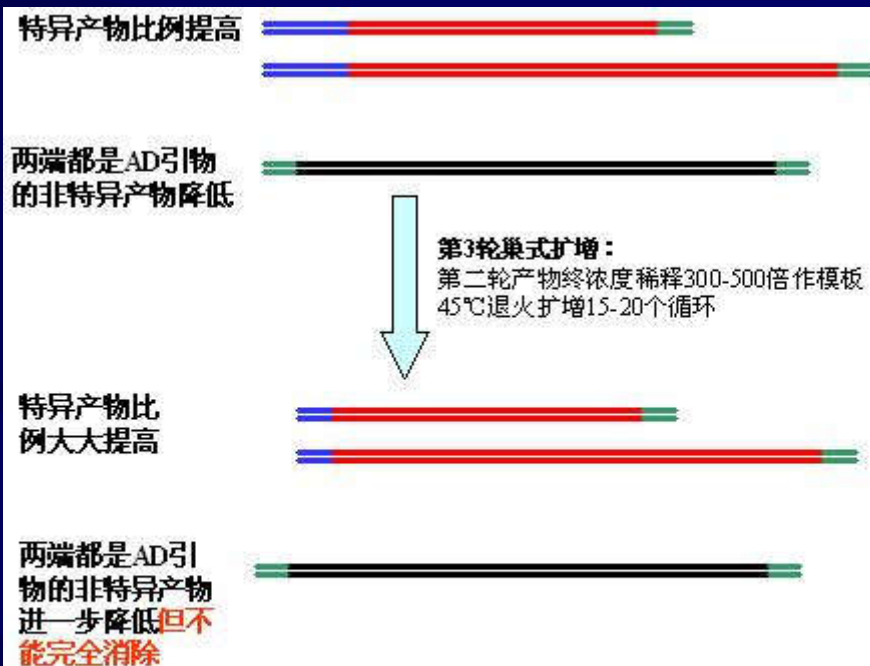 特异产物比例提高
两端都是AD引物
的非特异产物降低
第3轮巢式扩增：
第二轮产物终浓度稀释300-500倍作模板
45℃退火扩增15-20个循环
特异产物比
例大大提高
两端都是AD引
物的非特异产物
进一步降低但不
能完全消除